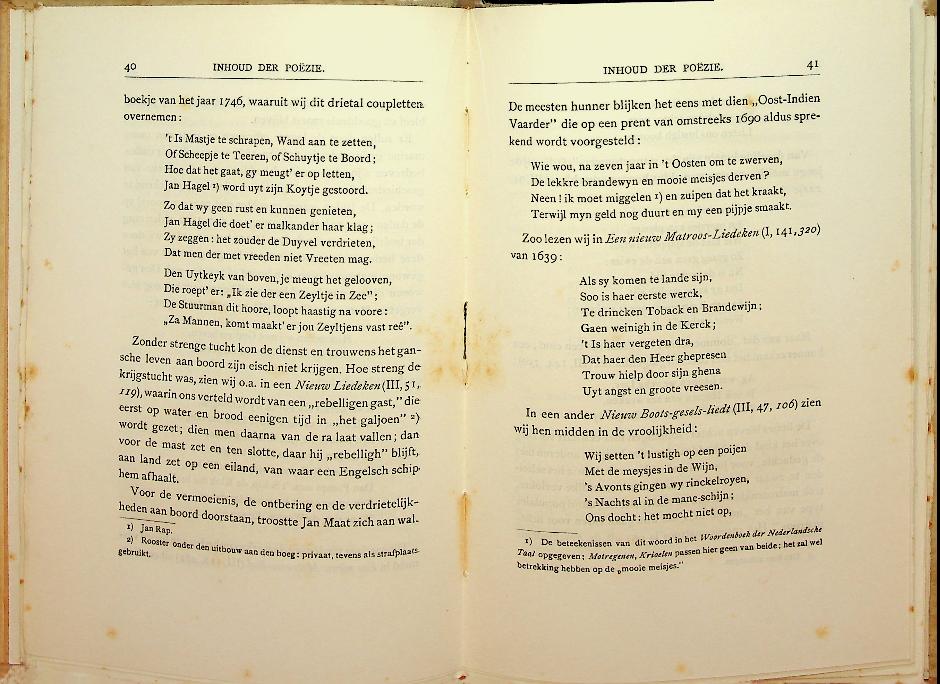 40
INHOUD DER POËZIE.
boekje van het jaar 1746, waaruit wij dit drietal coupletten
overnemen:
't Is Mastje te schrapen, Wand aan te zetten,
Of Scheepje te Teeren, of Schuytje te Boord;
Hoe dat het gaat, gy meugt' er op letten,
Jan Hagel ¹) word uyt zijn Koytje gestoord.
Zo dat wy geen rust en kunnen genieten,
Jan Hagel die doet' er malkander haar klag;
Zy zeggen: het zouder de Duyvel verdrieten,
Dat men der met vreeden niet Vreeten mag.
Den Uytkeyk van boven, je meugt het gelooven,
Die roept' er: „Ik zie der een Zeyltje in Zee";
De Stuurman dit hoore, loopt haastig na voore:
„Za Mannen, komt maakt' er jou Zeyltjens vast reê".
Zonder strenge tucht kon de dienst en trouwens het gan-
sche leven aan boord zijn eisch niet krijgen. Hoe streng de
krijgstucht was, zien wij o.a. in een Nieuw Liedeken (III, 51,
119), waarin ons verteld wordt van een „rebelligen gast," die
eerst op water en brood eenigen tijd in „het galjoen" ²)
wordt gezet; dien men daarna van de ra laat vallen; dan
voor de mast zet en ten slotte, daar hij „rebelligh" blijft,
aan land zet op een eiland, van waar een Engelsch schip
hem afhaalt.
Voor de vermoeienis, de ontbering en de verdrietelijk-
heden aan boord doorstaan, troostte Jan Maat zich aan wal.
1) Jan Rap.
2) Rooster onder den uitbouw aan den boeg; privaat, tevens als strafplaats
gebruikt.
INHOUD DER POËZIE.
41
De meesten hunner blijken het eens met dien „Oost-Indien
Vaarder" die op een prent van omstreeks 1690 aldus spre-
kend wordt voorgesteld:
Wie wou, na zeven jaar in 't Oosten om te zwerven,
De lekkre brandewyn en mooie meisjes derven?
Neen! ik moet miggelen ¹) en zuipen dat het kraakt,
Terwijl myn geld nog duurt en my een pijpje smaakt.
Zoo lezen wij in Een nieuw Matroos-Liedeken (I, 141, 320)
van 1639:
Als sy komen te lande sijn,
Soo is haer eerste werck,
Te drincken Toback en Brandewijn;
Gaen weinigh in de Kerck;
't Is haer vergeten dra,
Dat haer den Heer ghepresen
Trouw hielp door sijn ghena
Uyt angst en groote vreesen.
In een ander Nieuw Boots-gesels-liedt (III, 47, 106) zien
wij hen midden in de vroolijkheid:
Wij setten 't lustigh op een poijen
Met de meysjes in de Wijn,
's Avonts gingen wy rinckelroyen,
's Nachts al in de mane-schijn;
Ons docht: het mocht niet op,
1) De beteekenissen van dit woord in het Woordenboek der Nederlandsche
Taal opgegeven: Motregenen, Krioelen passen hier geen van beide; het zal wel
betrekking hebben op de „mooie meisjes."